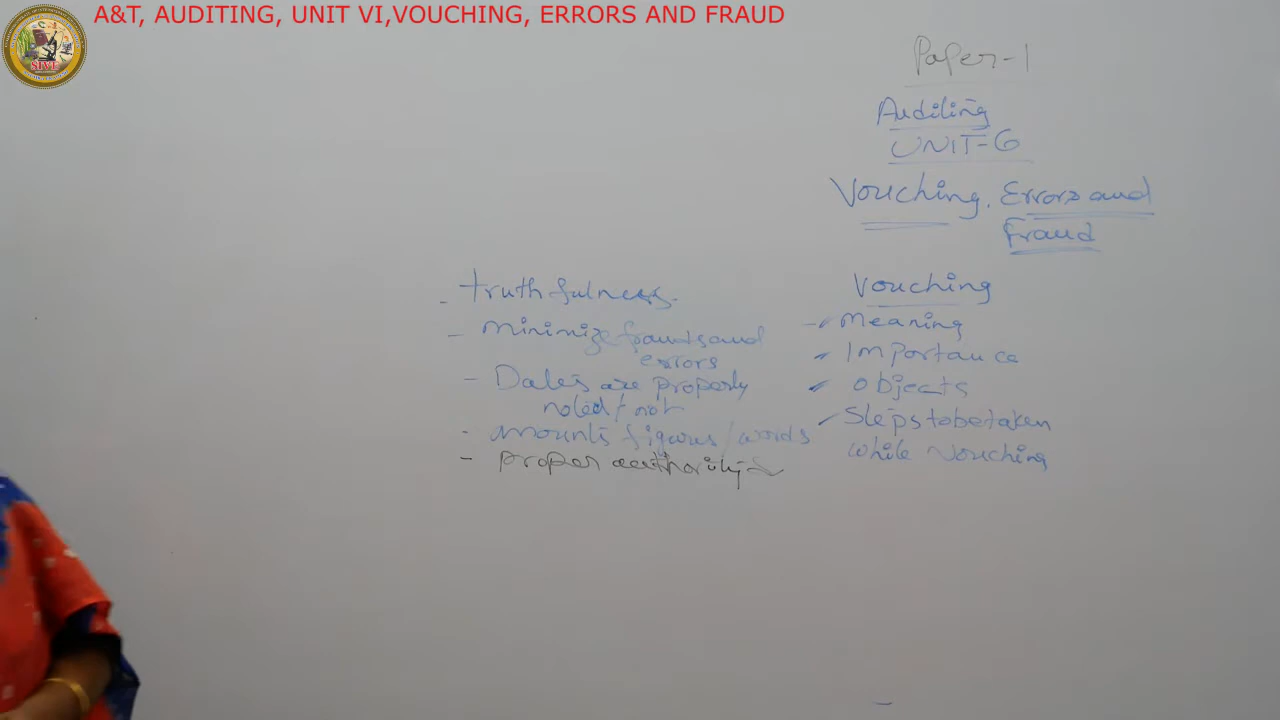 A&T, AUDITING, UNIT VI,VOUCHING, ERRORS AND FRAUD
SIVE
Paper-1
Auditing
UNIT-6
Vouching, Errors and
Fraud
Vouching
- Meaning
- Importance
- Objects
- Steps to be taken
while vouching
- truthfulness.
- minimize frauds and
errors
- Dates are properly
noted/not
- amounts figures/words
- proper authority